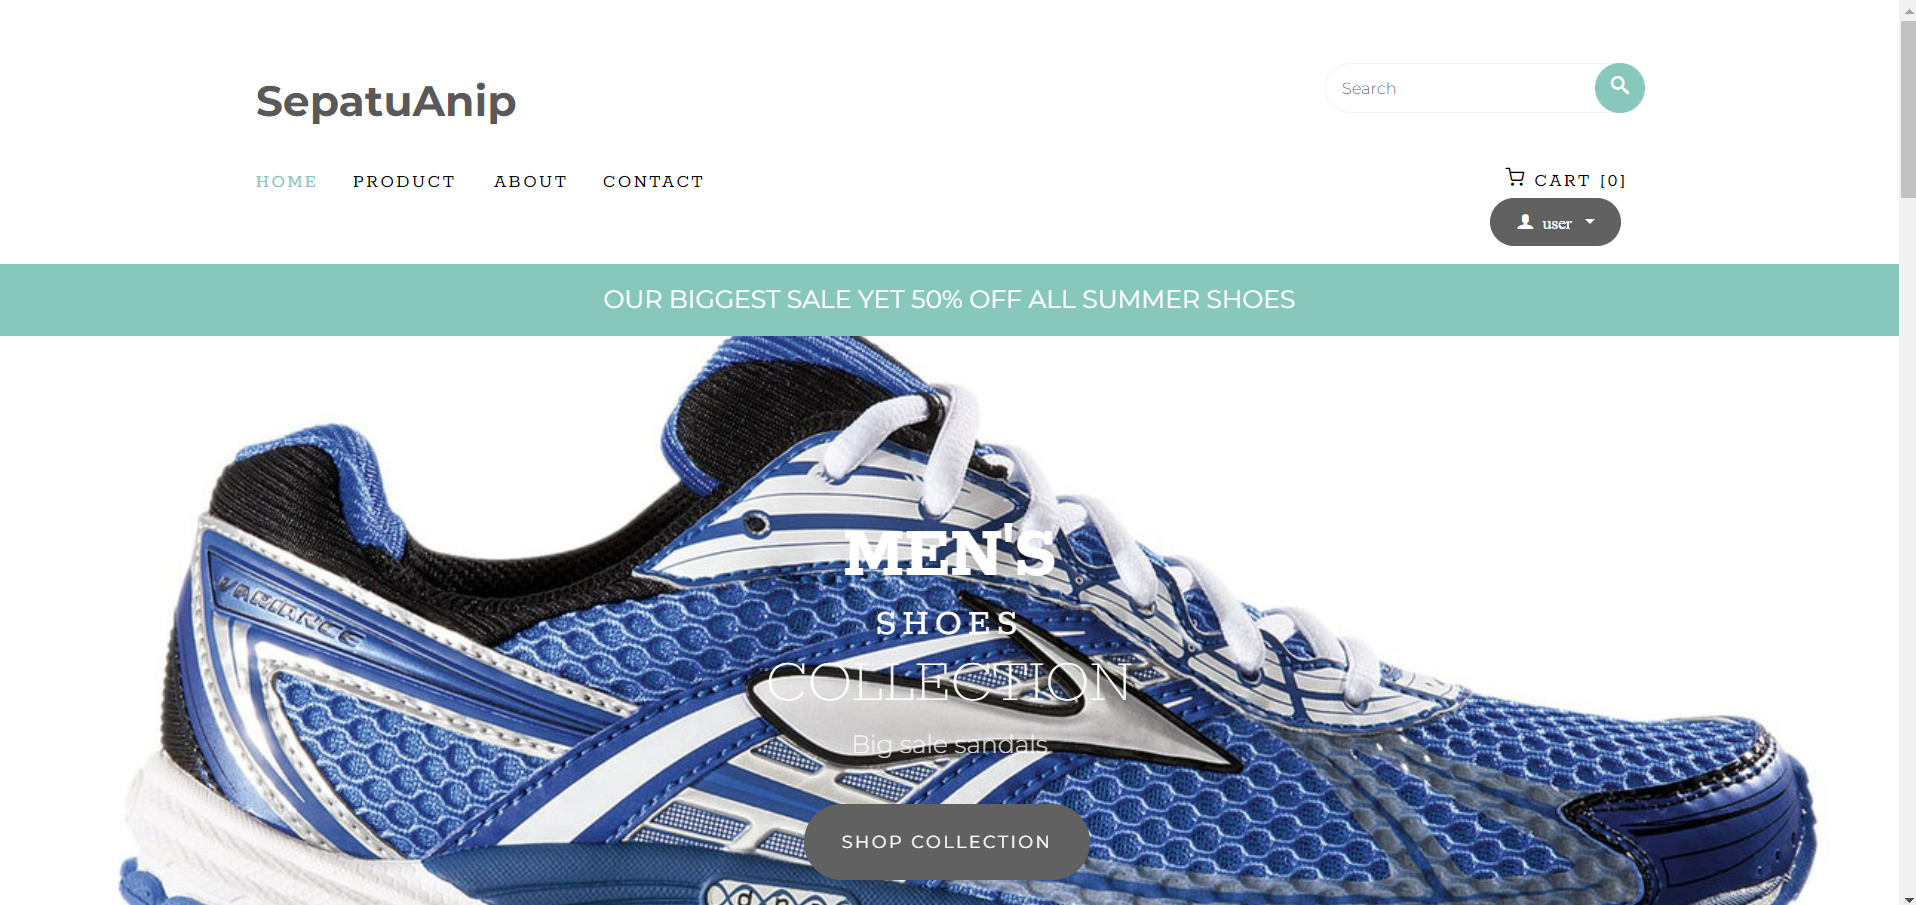 SepatuAnip
Search
HOME PRODUCT ABOUT CONTACT
CART [0]
user
OUR BIGGEST SALE YET 50% OFF ALL SUMMER SHOES
VARIANCE
MEN'S
SHOES
COLLECTION
Big sale sandals
SHOP COLLECTION
dna